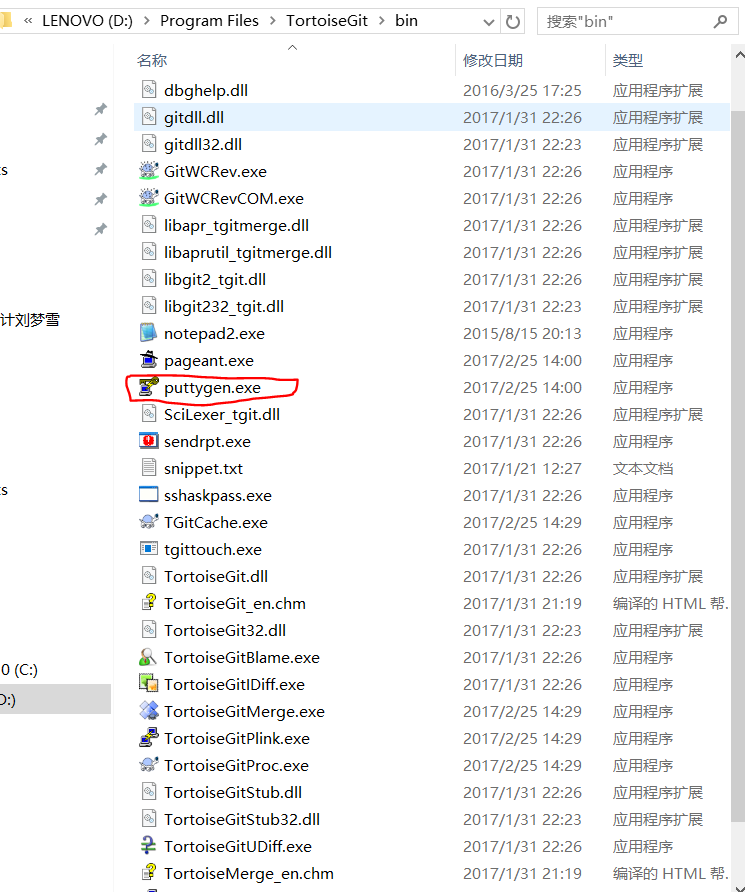 « LENOVO (D:) > Program Files > TortoiseGit > bin 搜索"bin"
名称 修改日期 类型
dbghelp.dll 2016/3/25 17:25 应用程序扩展
gitdll.dll 2017/1/31 22:26 应用程序扩展
gitdll32.dll 2017/1/31 22:23 应用程序扩展
ts GitWCRev.exe 2017/1/31 22:26 应用程序
GitWCRevCOM.exe 2017/1/31 22:26 应用程序
libapr_tgitmerge.dll 2017/1/31 22:26 应用程序扩展
libaprutil_tgitmerge.dll 2017/1/31 22:26 应用程序扩展
libgit2_tgit.dll 2017/1/31 22:26 应用程序扩展
libgit232_tgit.dll 2017/1/31 22:23 应用程序扩展
计刘梦雪
notepad2.exe 2015/8/15 20:13 应用程序
pageant.exe 2017/2/25 14:00 应用程序
puttygen.exe 2017/2/25 14:00 应用程序
SciLexer_tgit.dll 2017/1/31 22:26 应用程序扩展
sendrpt.exe 2017/1/31 22:26 应用程序
snippet.txt 2017/1/21 12:27 文本文档
ts sshaskpass.exe 2017/1/31 22:26 应用程序
TGitCache.exe 2017/2/25 14:29 应用程序
tgittouch.exe 2017/1/31 22:26 应用程序
TortoiseGit.dll 2017/1/31 22:26 应用程序扩展
TortoiseGit_en.chm 2017/1/31 21:19 编译的 HTML 帮.
TortoiseGit32.dll 2017/1/31 22:23 应用程序扩展
TortoiseGitBlame.exe 2017/1/31 22:26 应用程序
0 (C:)
TortoiseGitIDiff.exe 2017/1/31 22:26 应用程序
D:)
TortoiseGitMerge.exe 2017/2/25 14:29 应用程序
TortoiseGitPlink.exe 2017/2/25 14:29 应用程序
TortoiseGitProc.exe 2017/2/25 14:29 应用程序
TortoiseGitStub.dll 2017/1/31 22:26 应用程序扩展
TortoiseGitStub32.dll 2017/1/31 22:23 应用程序扩展
TortoiseGitUDiff.exe 2017/1/31 22:26 应用程序
TortoiseMerge_en.chm 2017/1/31 21:19 编译的 HTML 帮.